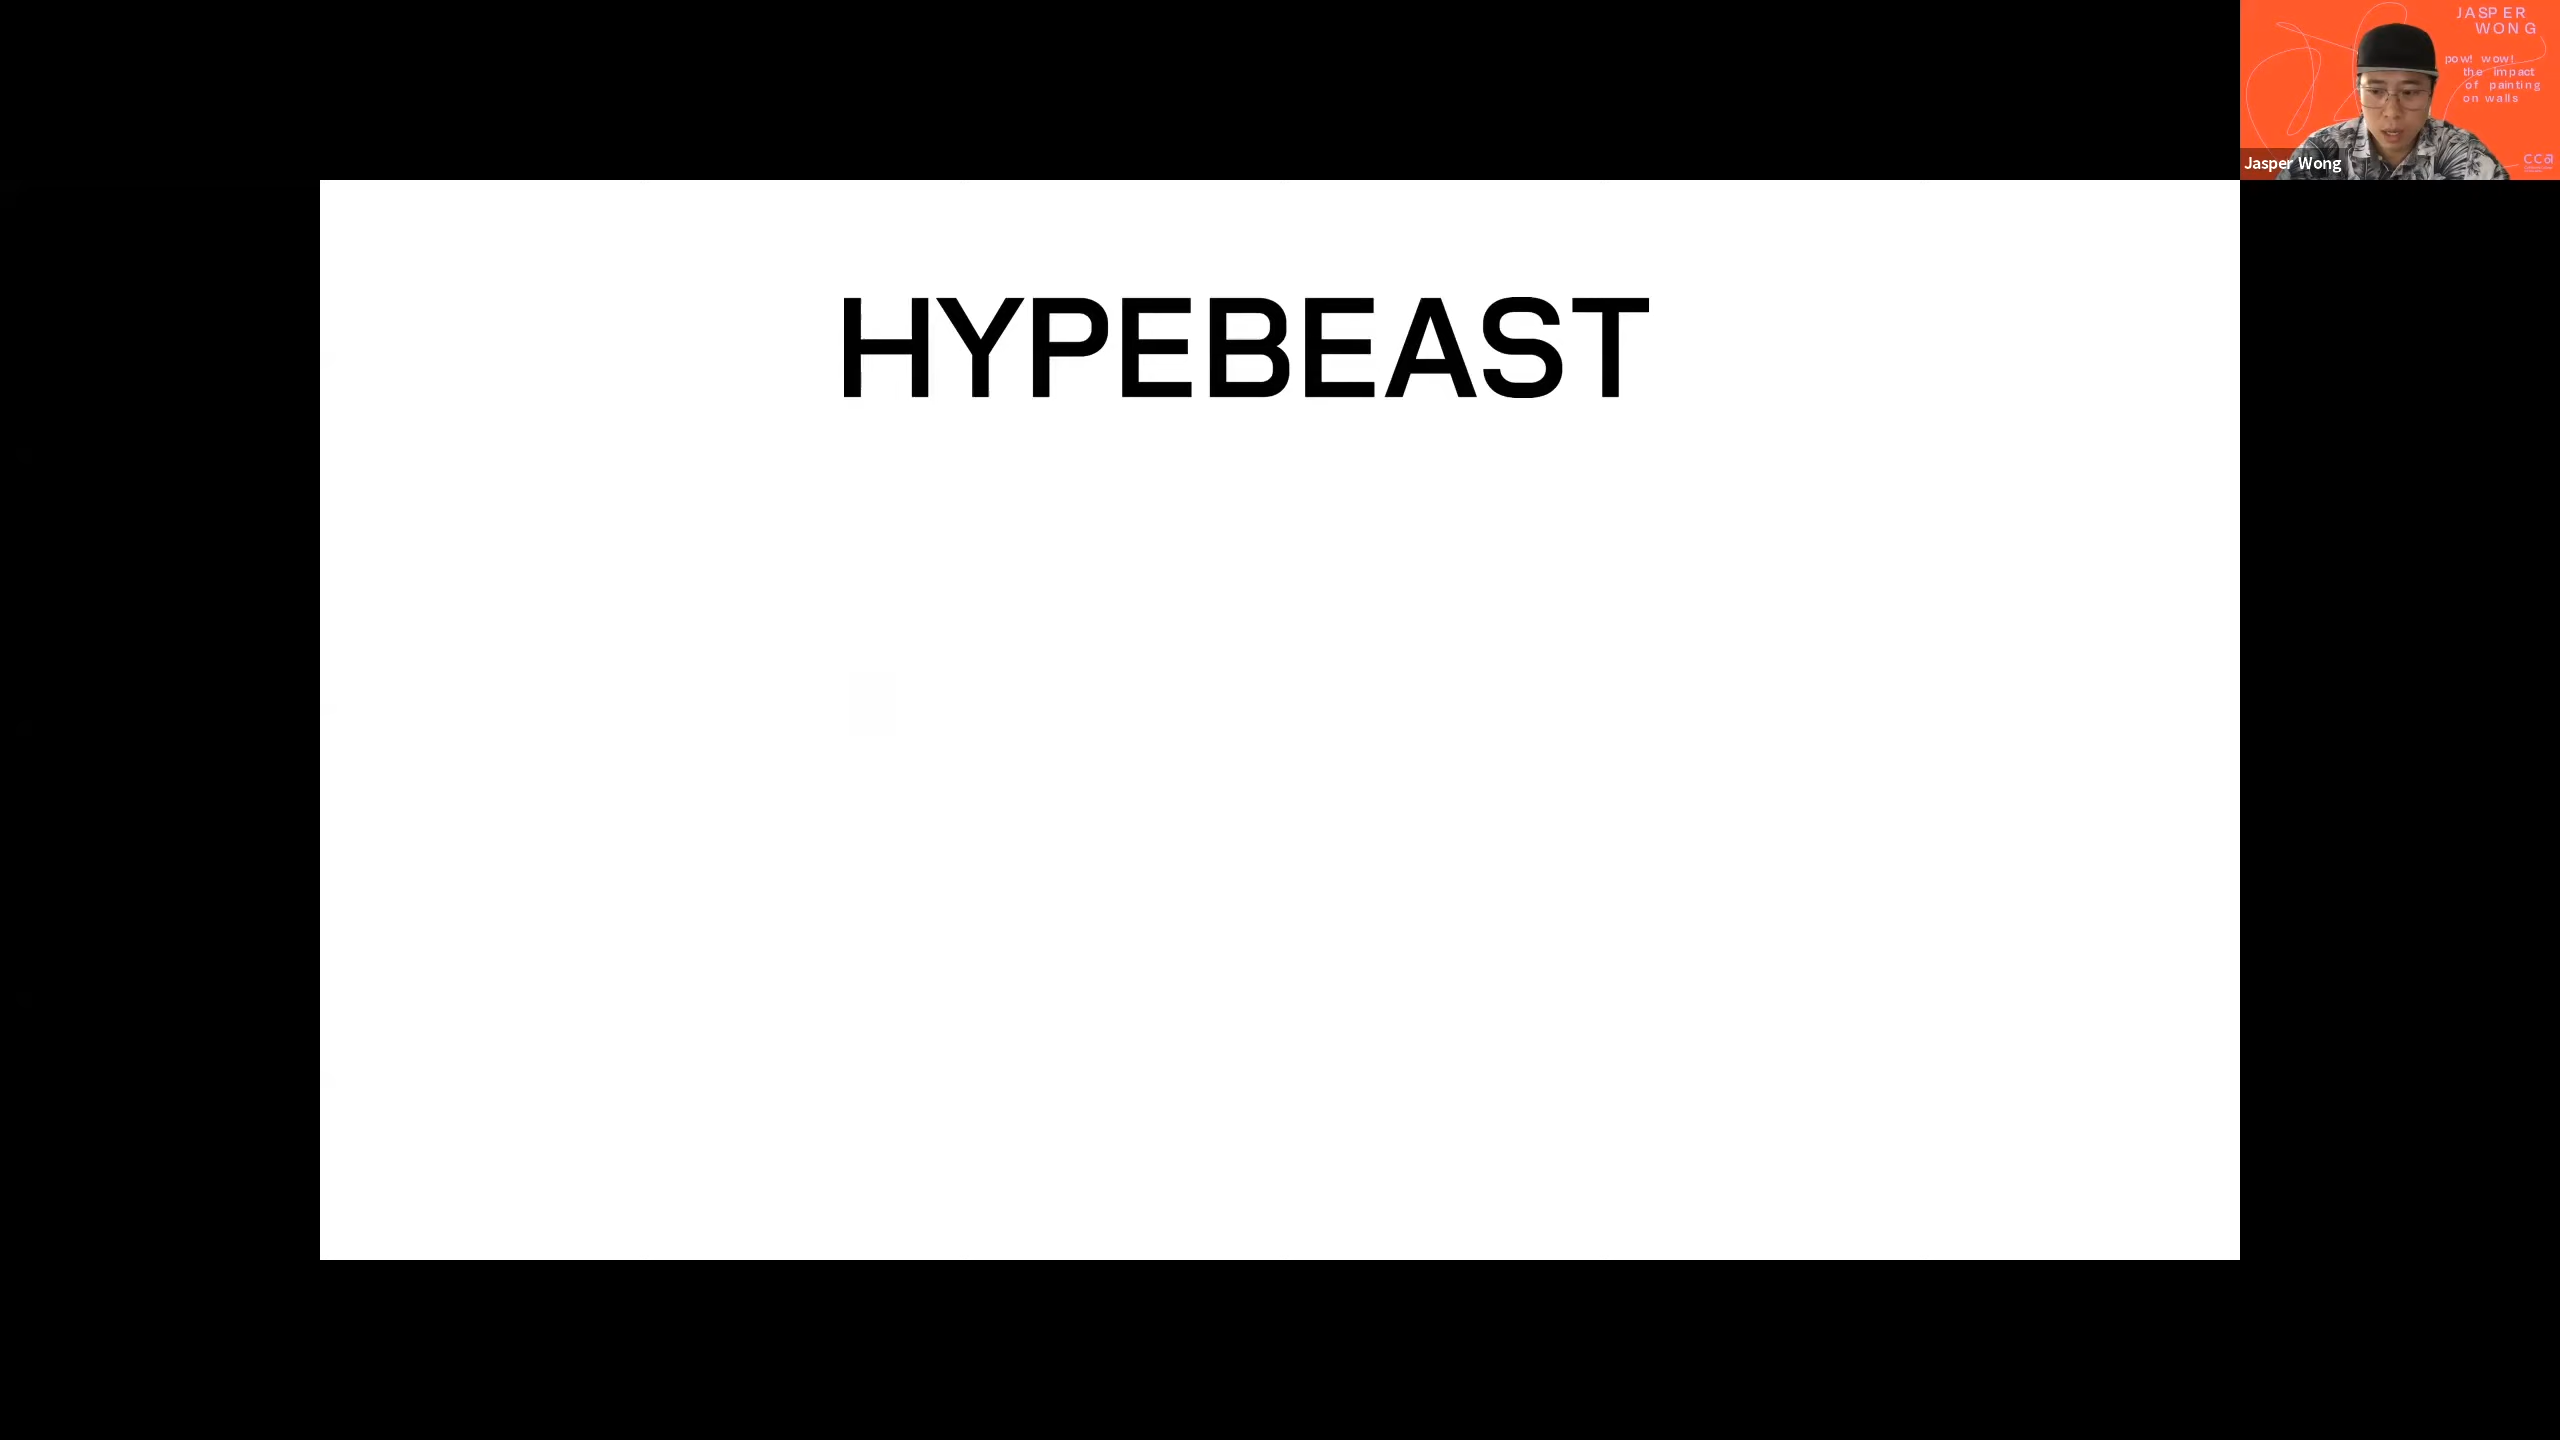 HYPEBEAST
JASPER
WONG
pow! wow!
the impact
of painting
on walls
Jasper Wong
CCA